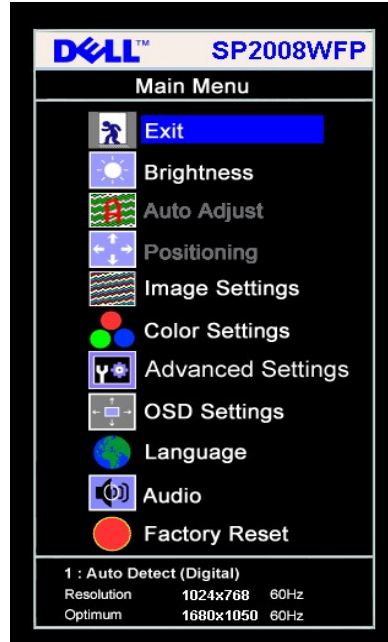 DELL™ SP2008WFP
Main Menu
Exit
Brightness
Auto Adjust
Positioning
Image Settings
Color Settings
Advanced Settings
OSD Settings
Language
Audio
Factory Reset
1 : Auto Detect (Digital)
Resolution 1024x768 60Hz
Optimum 1680x1050 60Hz